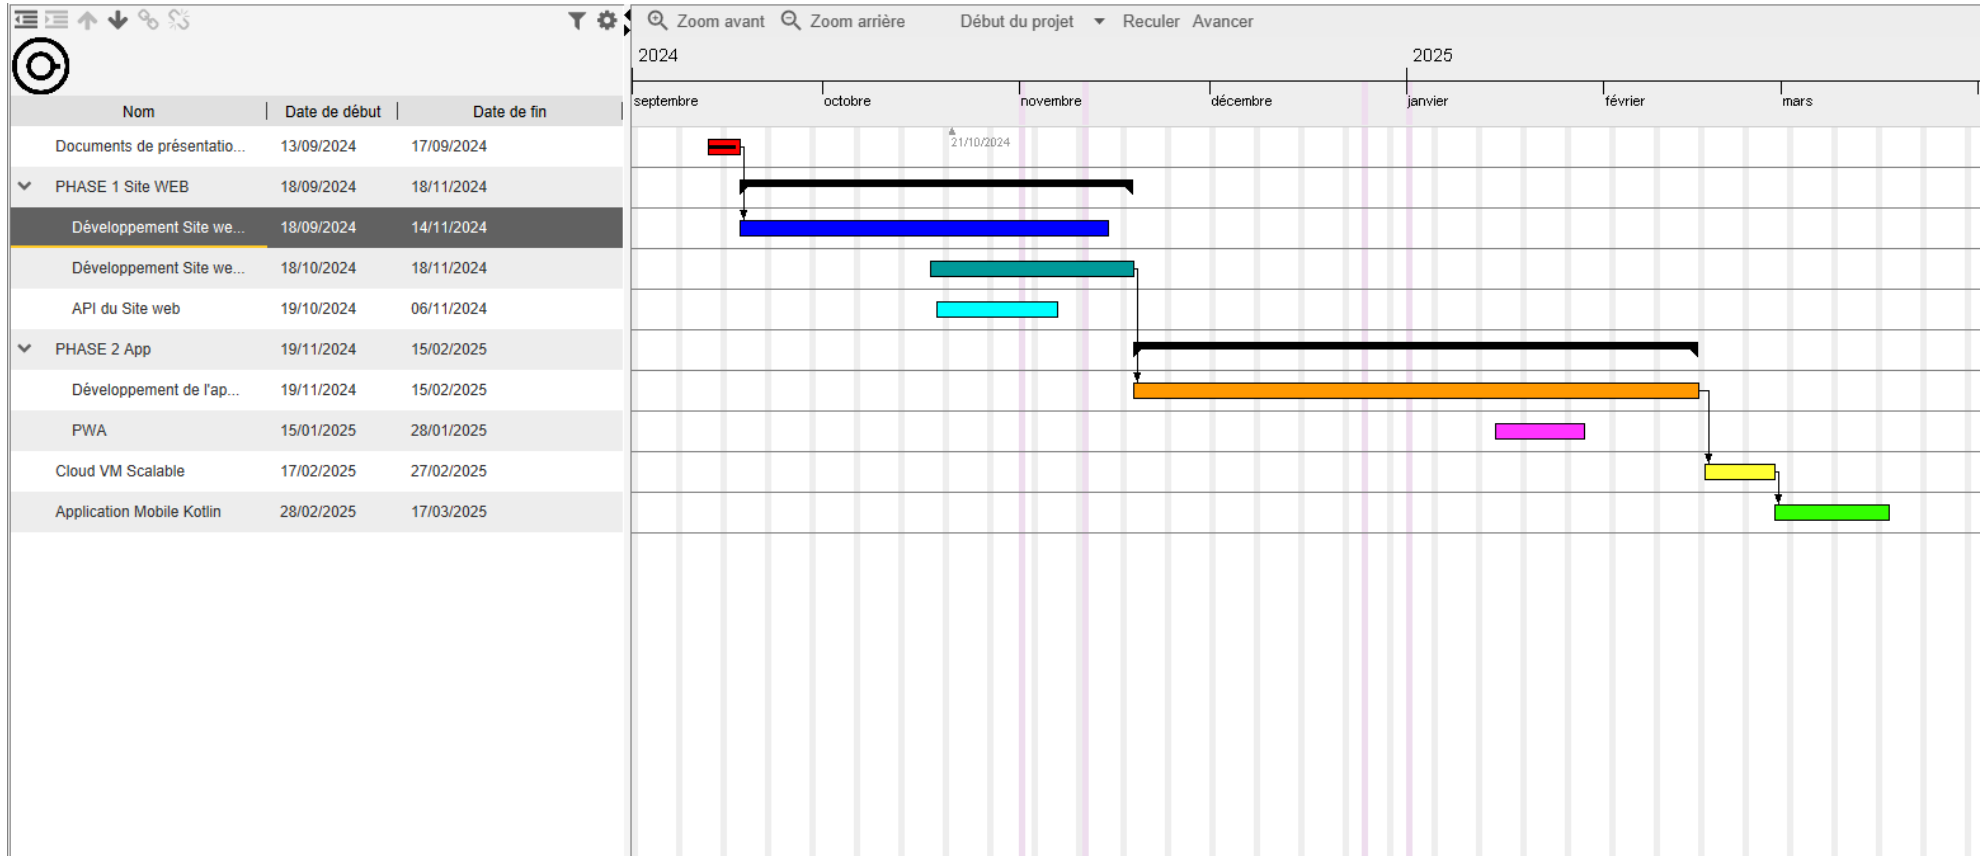 Zoom avant Zoom arrière Début du projet Reculer Avancer
2024 2025
septembre octobre novembre décembre janvier février mars
Nom Date de début Date de fin
21/10/2024
Documents de présentatio... 13/09/2024 17/09/2024
PHASE 1 Site WEB 18/09/2024 18/11/2024
Développement Site we... 18/09/2024 14/11/2024
Développement Site we... 18/10/2024 18/11/2024
API du Site web 19/10/2024 06/11/2024
PHASE 2 App 19/11/2024 15/02/2025
Développement de l'ap... 19/11/2024 15/02/2025
PWA 15/01/2025 28/01/2025
Cloud VM Scalable 17/02/2025 27/02/2025
Application Mobile Kotlin 28/02/2025 17/03/2025